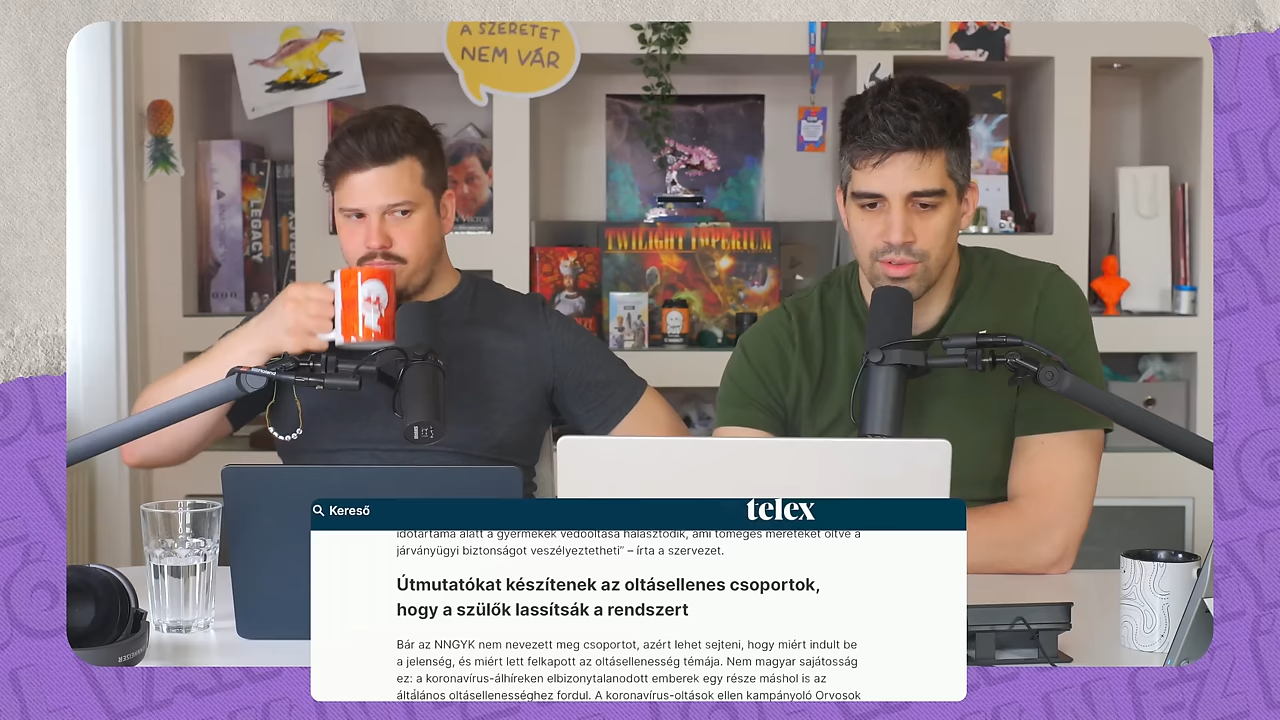 A SZERETET
NEM VÁR
LEGACY
TWILIGHT IMPERIUM
Roland
Kereső
telex
időtartama alatt a gyermekek védőoltása halasztódik, ami tömeges méreteket öltve a
járványügyi biztonságot veszélyeztetheti” – írta a szervezet.
Útmutatókat készítenek az oltásellenes csoportok,
hogy a szülők lassítsák a rendszert
Bár az NNGYK nem nevezett meg csoportot, azért lehet sejteni, hogy miért indult be
a jelenség, és miért lett felkapott az oltásellenesség témája. Nem magyar sajátosság
ez: a koronavírus-álhíreken elbizonytalanodott emberek egy része máshol is az
általános oltásellenességhez fordul. A koronavírus-oltások ellen kampányoló Orvosok